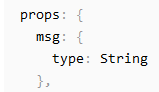 props: {
  msg: {
    type: String
  },